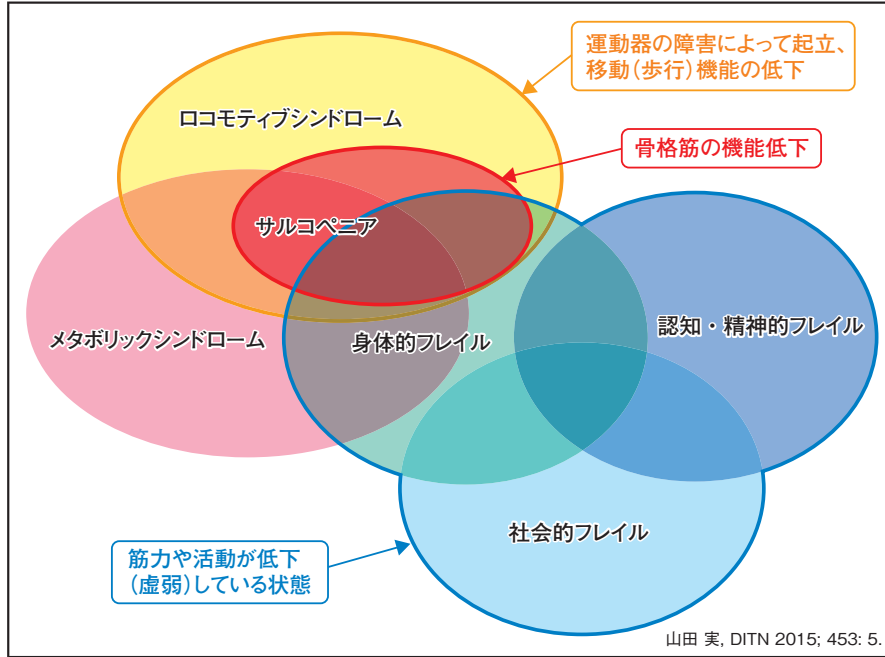 運動器の障害によって起立、
移動（歩行）機能の低下
ロコモティブシンドローム
骨格筋の機能低下
サルコペニア
メタボリックシンドローム
身体的フレイル
認知・精神的フレイル
社会的フレイル
筋力や活動が低下
（虚弱）している状態
山田 実, DITN 2015; 453: 5.